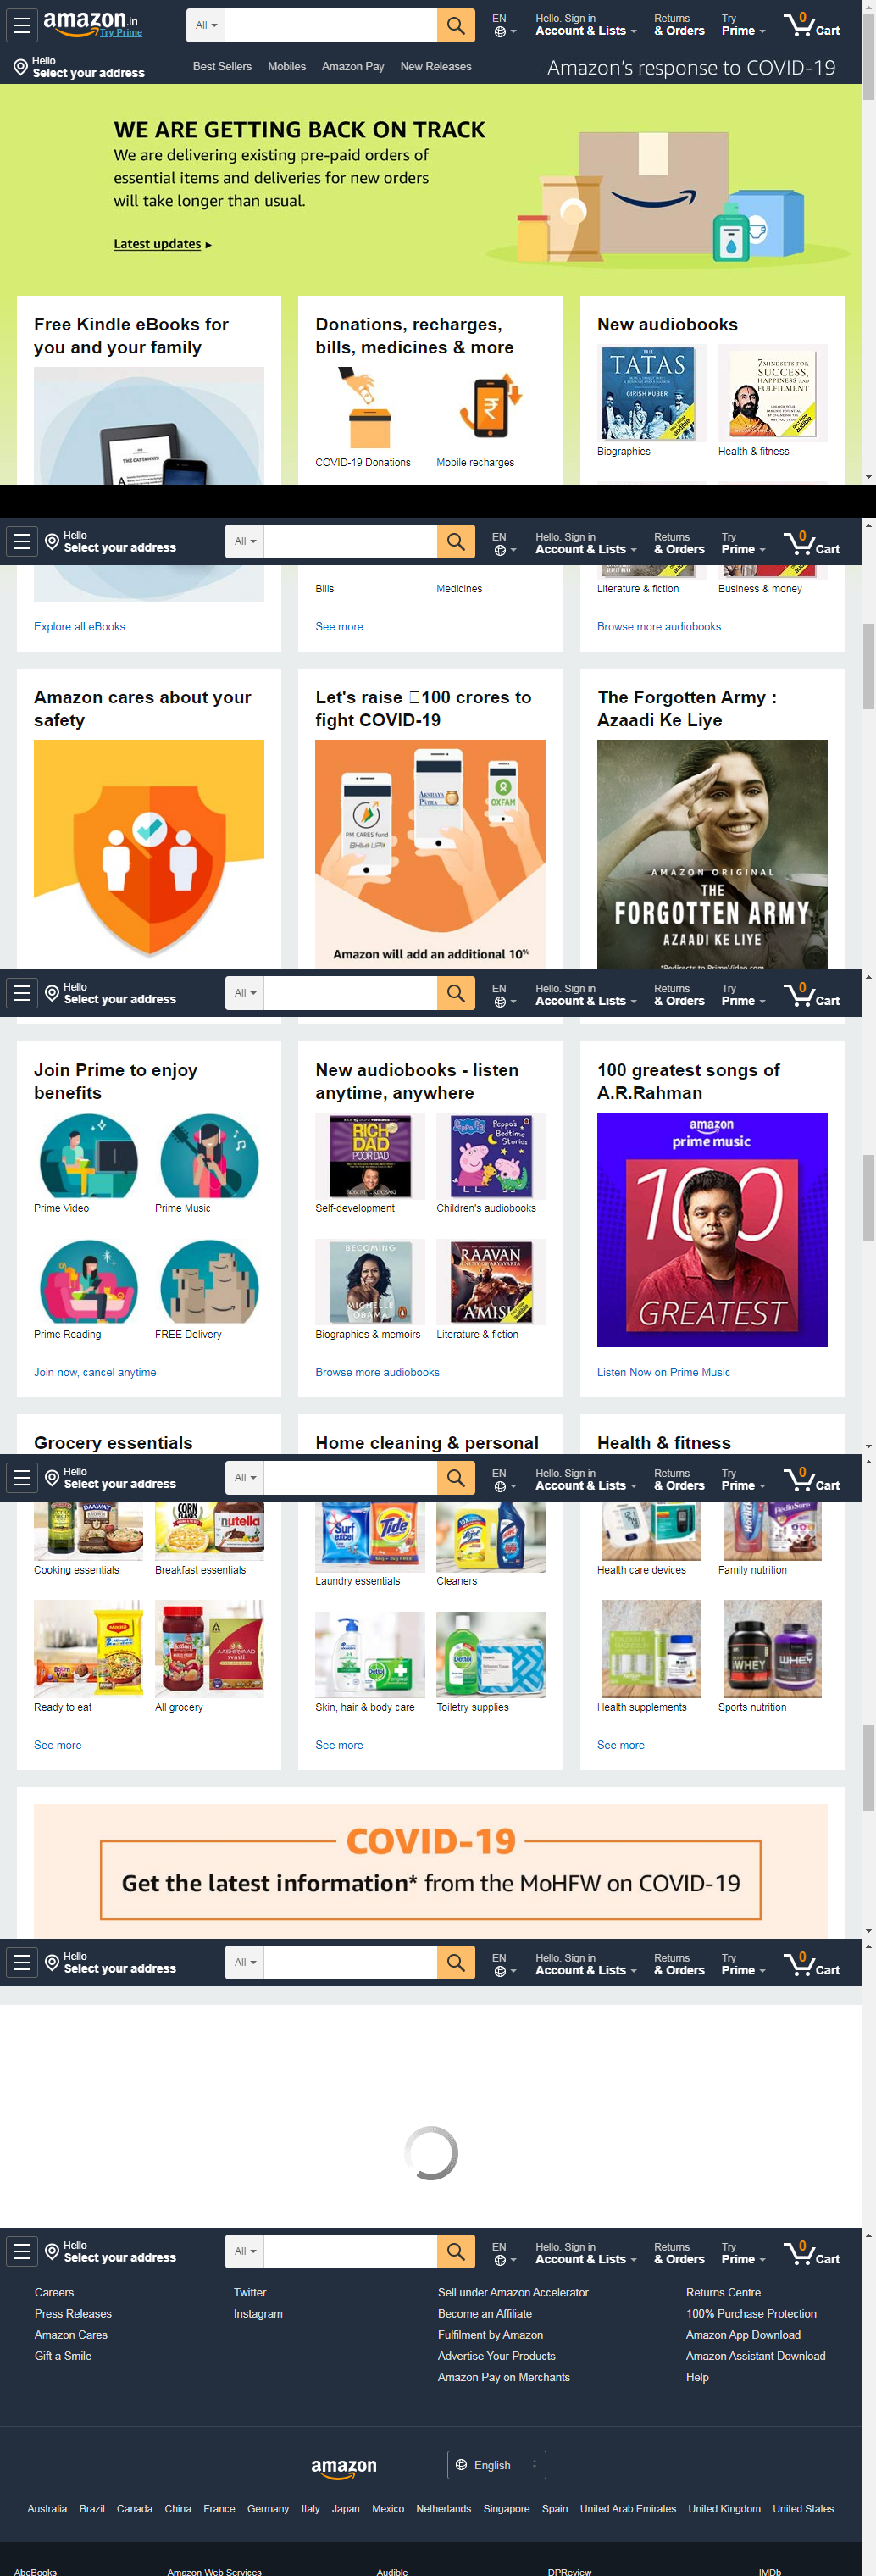 amazon.in
Try Prime
All
EN
Hello. Sign in
Account & Lists
Returns
& Orders
Try
Prime
0
Cart
Hello
Select your address
Best Sellers
Mobiles
Amazon Pay
New Releases
Amazon's response to COVID-19
WE ARE GETTING BACK ON TRACK
We are delivering existing pre-paid orders of
essential items and deliveries for new orders
will take longer than usual.
Latest updates
Free Kindle eBooks for
you and your family
Donations, recharges,
bills, medicines & more
New audiobooks
THE
TATAS
GIRISH KUBER
7 MINDSETS FOR
SUCCESS,
HAPPINESS AND
FULFILMENT
COVID-19 Donations
Mobile recharges
Biographies
Health & fitness
Hello
Select your address
All
EN
Hello. Sign in
Account & Lists
Returns
& Orders
Try
Prime
0
Cart
Bills
Medicines
Literature & fiction
Business & money
Explore all eBooks
See more
Browse more audiobooks
Amazon cares about your
safety
Let's raise 100 crores to
fight COVID-19
The Forgotten Army :
Azaadi Ke Liye
PM CARES fund
AKSHAYA
PATRA
OXFAM
Amazon will add an additional 10%
AMAZON ORIGINAL
THE
FORGOTTEN ARMY
AZAADI KE LIYE
*Redirects to PrimeVideo.com
Hello
Select your address
All
EN
Hello. Sign in
Account & Lists
Returns
& Orders
Try
Prime
0
Cart
Join Prime to enjoy
benefits
New audiobooks - listen
anytime, anywhere
100 greatest songs of
A.R.Rahman
RICH
DAD
POOR DAD
Peppa's
Bedtime
Stories
amazon
prime music
100
GREATEST
Prime Video
Prime Music
Self-development
Children's audiobooks
BECOMING
MICHELLE
OBAMA
RAAVAN
AMISH
Prime Reading
FREE Delivery
Biographies & memoirs
Literature & fiction
Join now, cancel anytime
Browse more audiobooks
Listen Now on Prime Music
Grocery essentials
Home cleaning & personal
Health & fitness
Hello
Select your address
All
EN
Hello. Sign in
Account & Lists
Returns
& Orders
Try
Prime
0
Cart
DAAWAT
CORN
FLAKES
nutella
Surf
excel
Tide
Cooking essentials
Breakfast essentials
Laundry essentials
Cleaners
Health care devices
Family nutrition
MAGGI
Kissan
AASHIRVAAD
svasti
Dettol
Dettol
WHEY
WHEY
Ready to eat
All grocery
Skin, hair & body care
Toiletry supplies
Health supplements
Sports nutrition
See more
See more
See more
COVID-19
Get the latest information* from the MoHFW on COVID-19
Hello
Select your address
All
EN
Hello. Sign in
Account & Lists
Returns
& Orders
Try
Prime
0
Cart
Hello
Select your address
All
EN
Hello. Sign in
Account & Lists
Returns
& Orders
Try
Prime
0
Cart
Careers
Twitter
Sell under Amazon Accelerator
Returns Centre
Press Releases
Instagram
Become an Affiliate
100% Purchase Protection
Amazon Cares
Fulfilment by Amazon
Amazon App Download
Gift a Smile
Advertise Your Products
Amazon Assistant Download
Amazon Pay on Merchants
Help
amazon
English
Australia
Brazil
Canada
China
France
Germany
Italy
Japan
Mexico
Netherlands
Singapore
Spain
United Arab Emirates
United Kingdom
United States
AbeBooks
Amazon Web Services
Audible
DPReview
IMDb